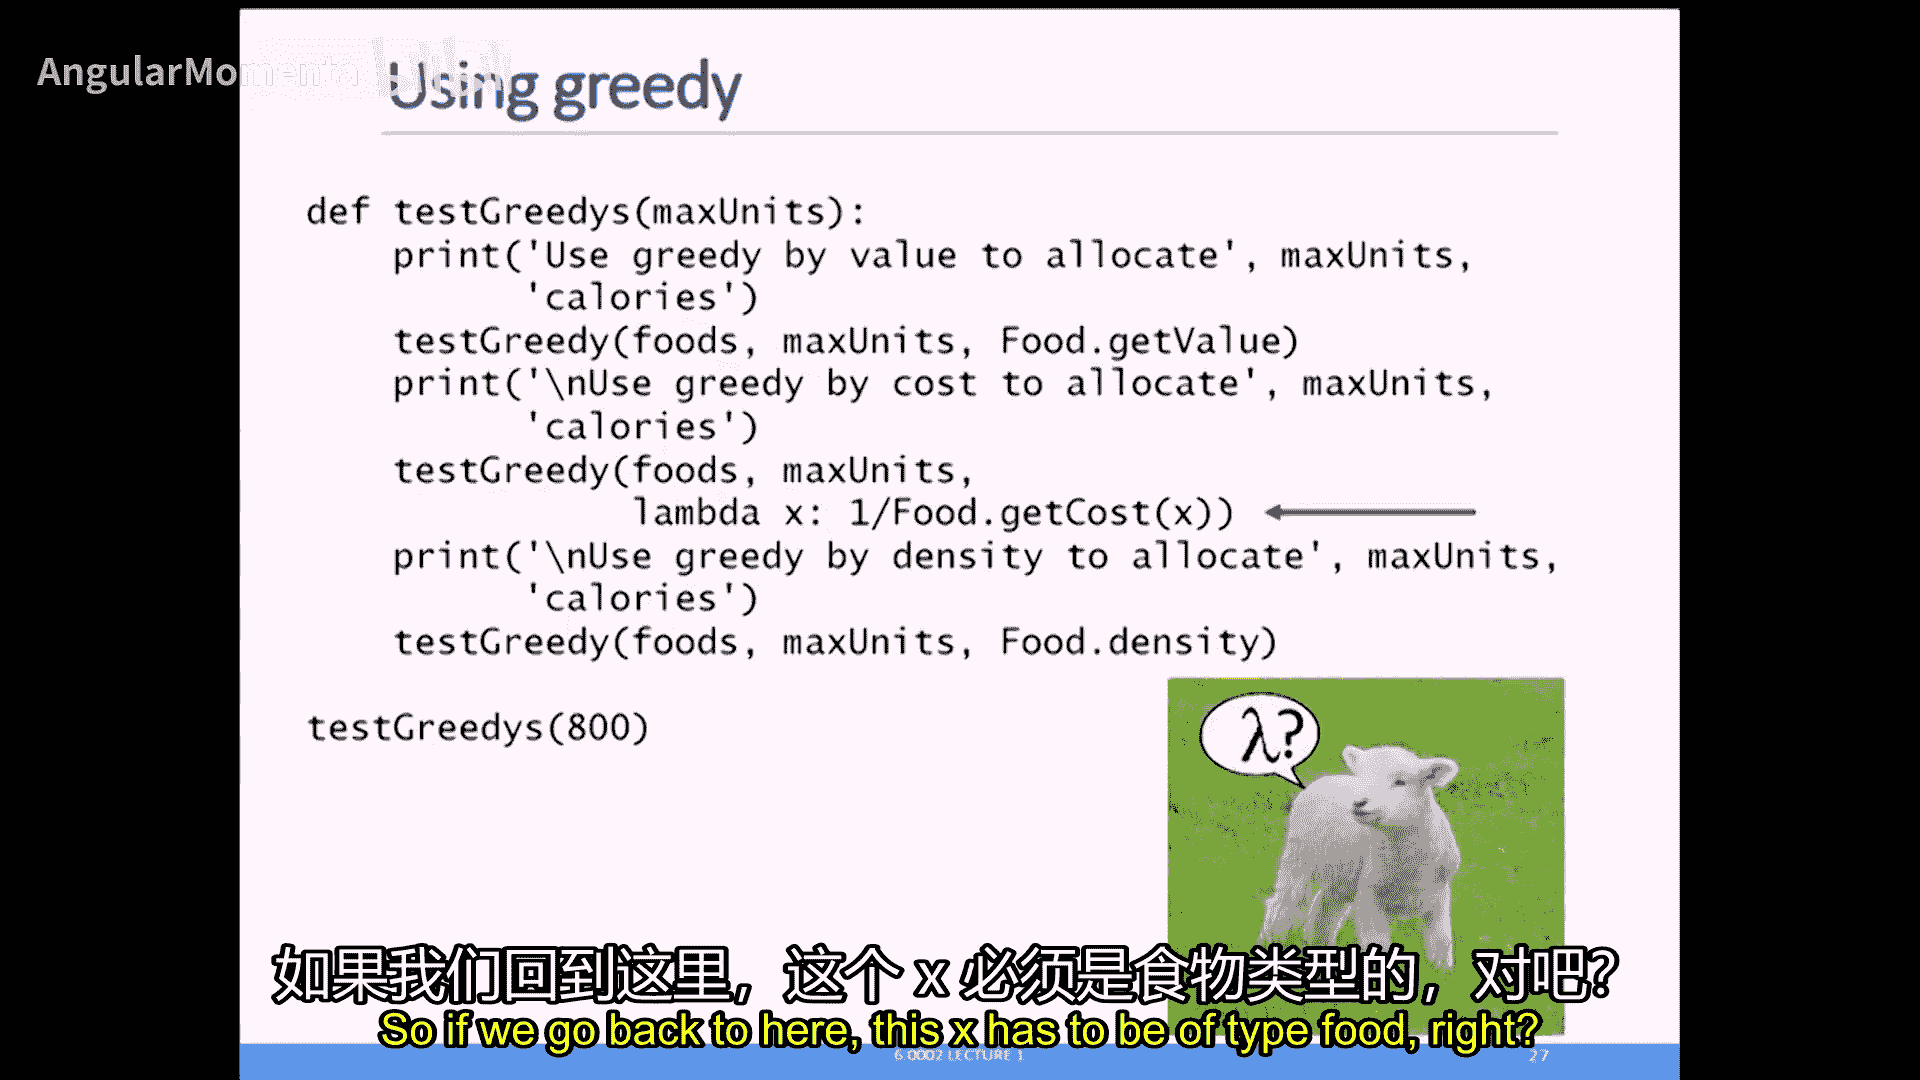 AngularMomenta
Using greedy
def testGreedys(maxUnits):
print('Use greedy by value to allocate', maxUnits,
'calories')
testGreedy(foods, maxUnits, Food.getValue)
print('\nUse greedy by cost to allocate', maxUnits,
'calories')
testGreedy(foods, maxUnits,
lambda x: 1/Food.getCost(x))
print('\nUse greedy by density to allocate', maxUnits,
'calories')
testGreedy(foods, maxUnits, Food.density)
testGreedys(800)
λ?
如果我们回到这里，这个 x 必须是食物类型的，对吧？
So if we go back to here, this x has to be of type food, right?
6.0002 LECTURE 1
27